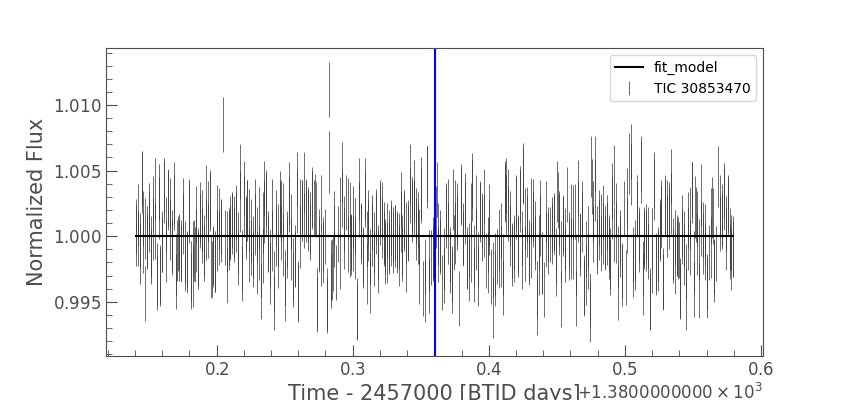 fit_model
TIC 30853470
Normalized Flux
1.010
1.005
1.000
0.995
0.2
0.3
0.4
0.5
0.6
Time - 2457000 [BTJD days]
+1.3800000000 × 10³